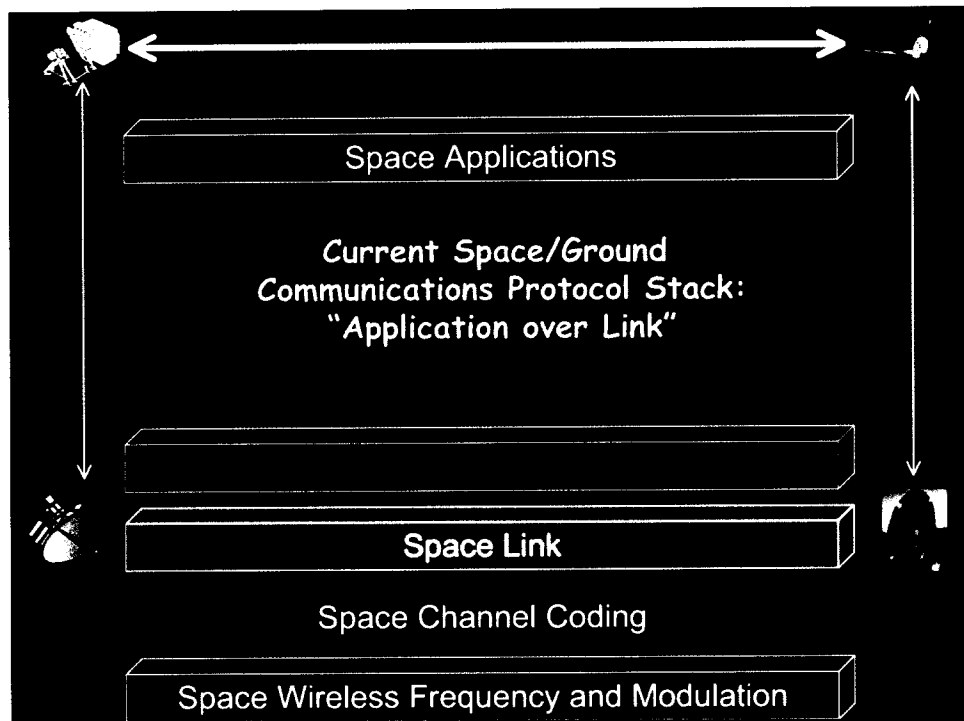 Space Applications
Current Space/Ground
Communications Protocol Stack:
“Application over Link”
Space Link
Space Channel Coding
Space Wireless Frequency and Modulation